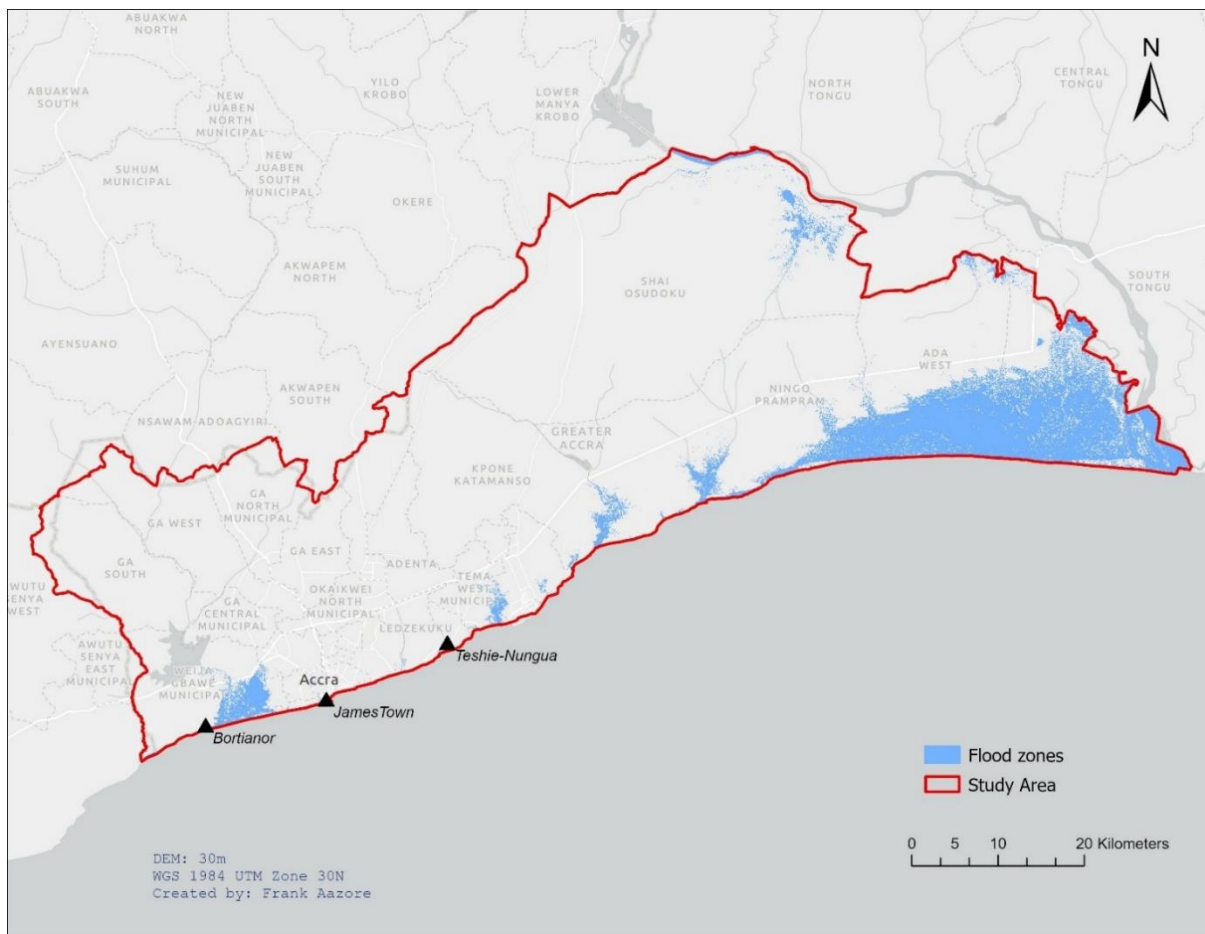 ABUAKWA
NORTH
N
ABUAKWA
SOUTH
NEW
JUABEN
NORTH
MUNICIPAL
YILO
KROBO
LOWER
MANYA
KROBO
NORTH
TONGU
CENTRAL
TONGU
SUHUM
MUNICIPAL
NEW
JUABEN
SOUTH
MUNICIPAL
OKERE
AKWAPEM
NORTH
SHAI
OSUDOKU
SOUTH
TONGU
AYENSUANO
AKWAPEN
SOUTH
ADA
WEST
NINGO
PRAMPRAM
NSAWAM-ADOAGYIRI
GREATER
ACCRA
KPONE
KATAMANSO
GA WEST
GA
NORTH
MUNICIPAL
GA EAST
GA
SOUTH
ADENTA
TEMA
WEST
MUNICIP
OKAIKWEI
NORTH
MUNICIPAL
SENYA
WEST
GA
CENTRAL
MUNICIPAL
LEDZEKUKU
AWUTU
SENYA
EAST
MUNICIPAL
WEIJA
GBAWE
MUNICIPAL
Teshie-Nungua
Accra
JamesTown
Bortianor
Flood zones
Study Area
0 5 10 20 Kilometers
DEM: 30m
WGS 1984 UTM Zone 30N
Created by: Frank Aazore